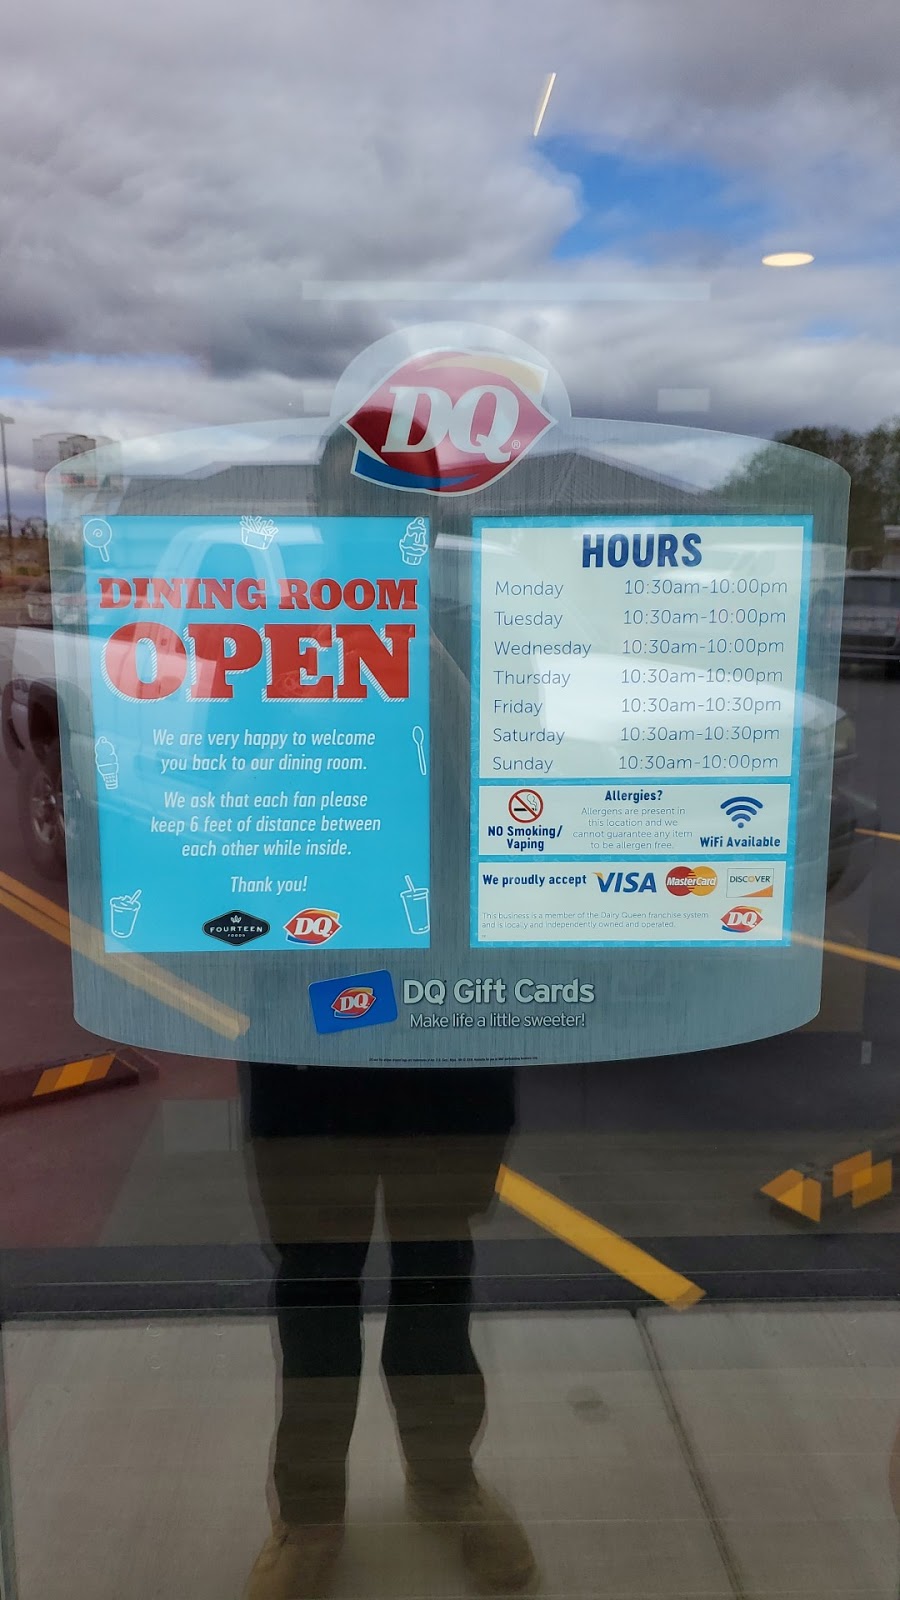 DQ®
DINING ROOM
OPEN
We are very happy to welcome
you back to our dining room.
We ask that each fan please
keep 6 feet of distance between
each other while inside.
Thank you!
FOURTEEN
FOODS
DQ
HOURS
Monday 10:30am-10:00pm
Tuesday 10:30am-10:00pm
Wednesday 10:30am-10:00pm
Thursday 10:30am-10:00pm
Friday 10:30am-10:30pm
Saturday 10:30am-10:30pm
Sunday 10:30am-10:00pm
NO Smoking/
Vaping
Allergies?
Allergens are present in
this location and we
cannot guarantee any item
to be allergen free.
WiFi Available
We proudly accept VISA MasterCard DISCOVER
This business is a member of the Dairy Queen franchise system
and is locally and independently owned and operated.
DQ
DQ
DQ Gift Cards
Make life a little sweeter!